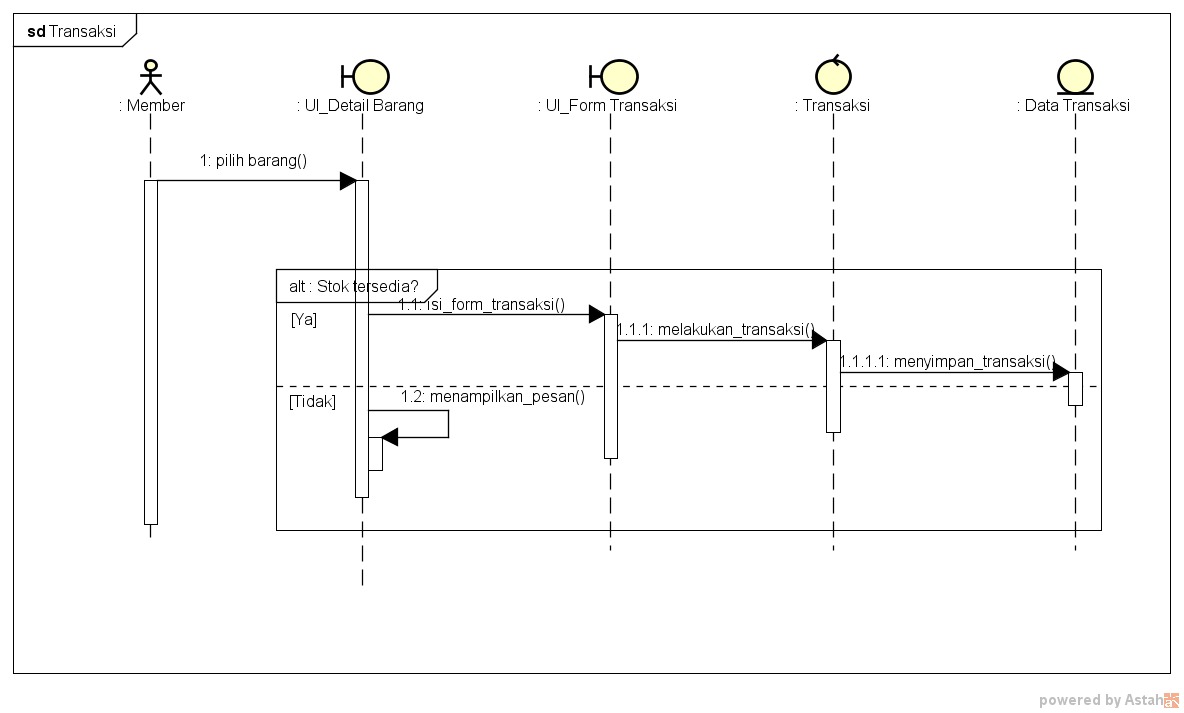 sd Transaksi
: Member
: UI_Detail Barang
: UI_Form Transaksi
: Transaksi
: Data Transaksi
1: pilih barang()
alt : Stok tersedia?
1.1: isi_form_transaksi()
[Ya]
1.1.1: melakukan_transaksi()
1.1.1.1: menyimpan_transaksi()
[Tidak]
1.2: menampilkan_pesan()
powered by Astah